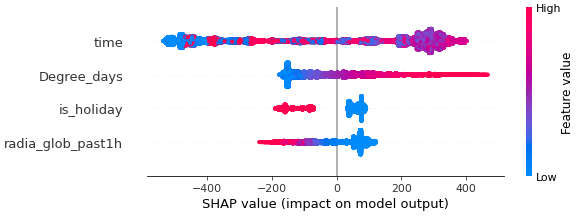 High
time
Degree_days
is_holiday
radia_glob_past1h
Feature value
Low
−400
−200
0
200
400
SHAP value (impact on model output)